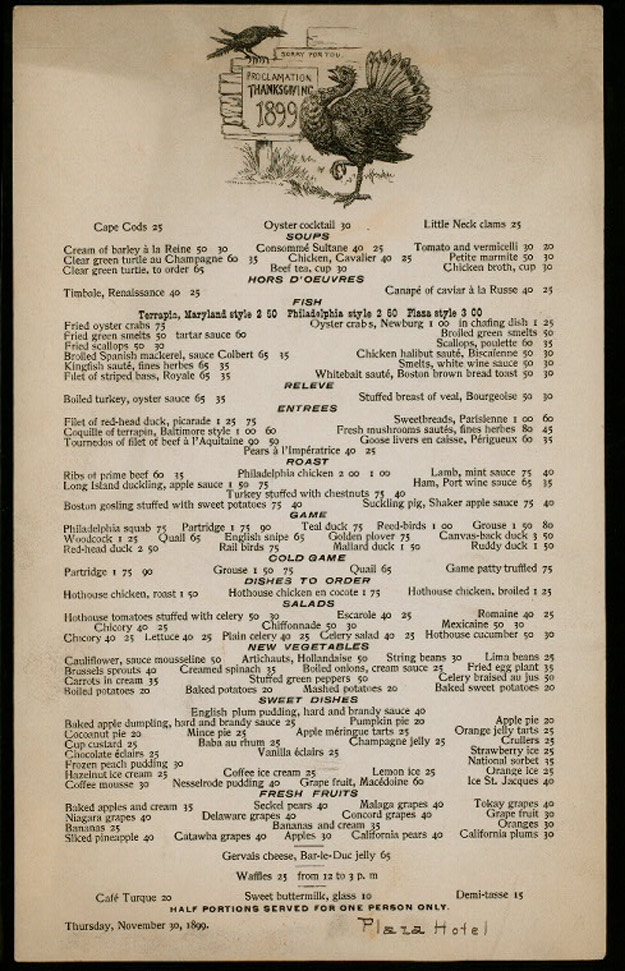 SORRY FOR YOU
PROCLAMATION
THANKSGIVING
1899
Cape Cods 25 Oyster cocktail 30 Little Neck clams 25
SOUPS
Cream of barley à la Reine 50 30 Consommé Sultane 40 25 Tomato and vermicelli 30 20
Clear green turtle au Champagne 60 35 Chicken, Cavalier 40 25 Petite marmite 50 30
Clear green turtle, to order 65 Beef tea, cup 30 Chicken broth, cup 30
HORS D'OEUVRES
Timbale, Renaissance 40 25 Canapé of caviar à la Russe 40 25
FISH
Terrapin, Maryland style 2 50 Philadelphia style 2 50 Plaza style 3 00
Fried oyster crabs 75 Oyster crabs, Newburg 1 00 in chafing dish 1 25
Fried green smelts 50 tartar sauce 60 Broiled green smelts 50
Fried scallops 50 30 Scallops, poulette 60 35
Broiled Spanish mackerel, sauce Colbert 65 35 Chicken halibut sauté, Biscaïenne 50 30
Kingfish sauté, fines herbes 65 35 Smelts, white wine sauce 50 30
Filet of striped bass, Royale 65 35 Whitebait sauté, Boston brown bread toast 50 30
RELEVE
Boiled turkey, oyster sauce 65 35 Stuffed breast of veal, Bourgeoise 50 30
ENTREES
Filet of red-head duck, picarade 1 25 75 Sweetbreads, Parisienne 1 00 60
Coquille of terrapin, Baltimore style 1 00 60 Fresh mushrooms sautés, fines herbes 80 45
Tournedos of filet of beef à l'Aquitaine 90 50 Goose livers en caisse, Périgueux 60 35
Pears à l'Impératrice 40 25
ROAST
Ribs of prime beef 60 35 Philadelphia chicken 2 00 1 00 Lamb, mint sauce 75 40
Long Island duckling, apple sauce 1 50 75 Ham, Port wine sauce 65 35
Turkey stuffed with chestnuts 75 40
Boston gosling stuffed with sweet potatoes 75 40 Suckling pig, Shaker apple sauce 75 40
GAME
Philadelphia squab 75 Partridge 1 75 90 Teal duck 75 Reed-birds 1 00 Grouse 1 50 80
Woodcock 1 25 Quail 65 English snipe 65 Golden plover 75 Canvas-back duck 3 50
Red-head duck 2 50 Rail birds 75 Mallard duck 1 50 Ruddy duck 1 50
COLD GAME
Partridge 1 75 90 Grouse 1 50 75 Quail 65 Game patty truffled 75
DISHES TO ORDER
Hothouse chicken, roast 1 50 Hothouse chicken en cocote 1 75 Hothouse chicken, broiled 1 25
SALADS
Hothouse tomatoes stuffed with celery 50 30 Escarole 40 25 Romaine 40 25
Chicory 40 25 Chiffonnade 50 30 Mexicaine 50 30
Chicory 40 25 Lettuce 40 25 Plain celery 40 25 Celery salad 40 25 Hothouse cucumber 50 30
NEW VEGETABLES
Cauliflower, sauce mousseline 50 Artichauts, Hollandaise 50 String beans 30 Lima beans 25
Brussels sprouts 40 Creamed spinach 35 Boiled onions, cream sauce 25 Fried egg plant 35
Carrots in cream 35 Stuffed green peppers 50 Celery braised au jus 50
Boiled potatoes 20 Baked potatoes 20 Mashed potatoes 20 Baked sweet potatoes 20
SWEET DISHES
English plum pudding, hard and brandy sauce 40
Baked apple dumpling, hard and brandy sauce 25 Pumpkin pie 20 Apple pie 20
Cocoanut pie 20 Mince pie 25 Apple méringue tarts 25 Orange jelly tarts 25
Cup custard 25 Baba au rhum 25 Champagne jelly 25 Crullers 25
Chocolate éclairs 25 Vanilla éclairs 25 Strawberry ice 25
Frozen peach pudding 30 National sorbet 35
Hazelnut ice cream 25 Coffee ice cream 25 Lemon ice 25 Orange ice 25
Coffee mousse 30 Nesselrode pudding 40 Grape fruit, Macédoine 60 Ice St. Jacques 40
FRESH FRUITS
Baked apples and cream 35 Seckel pears 40 Malaga grapes 40 Tokay grapes 40
Niagara grapes 40 Delaware grapes 40 Concord grapes 40 Grape fruit 30
Bananas 25 Bananas and cream 35 Oranges 30
Sliced pineapple 40 Catawba grapes 40 Apples 30 California pears 40 California plums 30
Gervais cheese, Bar-le-Duc jelly 65
Waffles 25 from 12 to 3 p. m
Café Turque 20 Sweet buttermilk, glass 10 Demi-tasse 15
HALF PORTIONS SERVED FOR ONE PERSON ONLY.
Thursday, November 30, 1899. Plaza Hotel